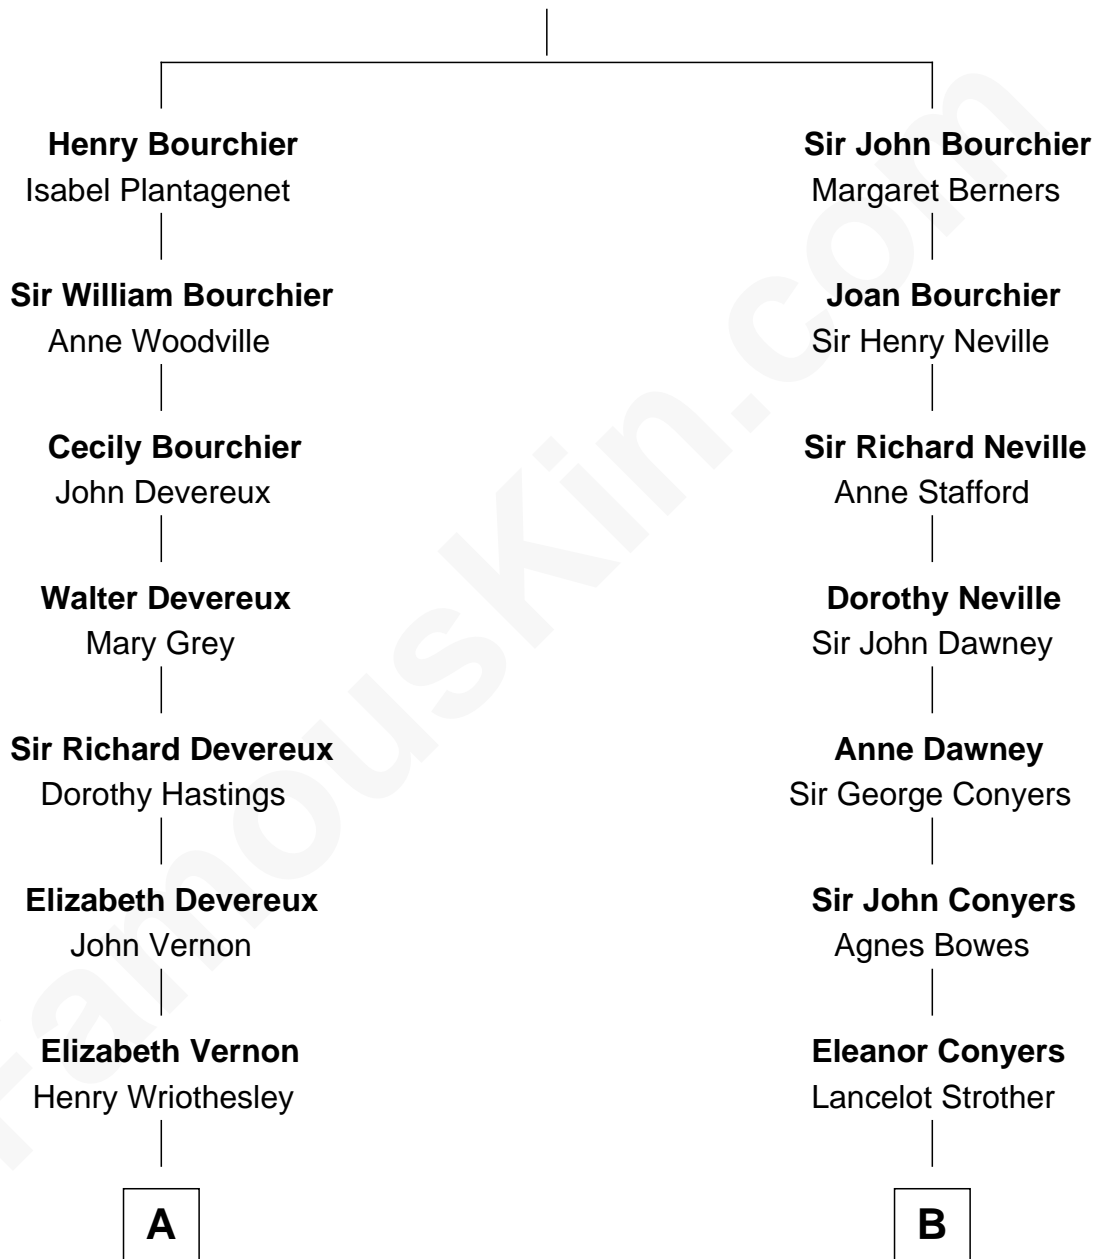 Henry Bourchier
Isabel Plantagenet
Sir William Bourchier
Anne Woodville
Cecily Bourchier
John Devereux
Walter Devereux
Mary Grey
Sir Richard Devereux
Dorothy Hastings
Elizabeth Devereux
John Vernon
Elizabeth Vernon
Henry Wriothesley
A
Sir John Bourchier
Margaret Berners
Joan Bourchier
Sir Henry Neville
Sir Richard Neville
Anne Stafford
Dorothy Neville
Sir John Dawney
Anne Dawney
Sir George Conyers
Sir John Conyers
Agnes Bowes
Eleanor Conyers
Lancelot Strother
B
FamousKin.com